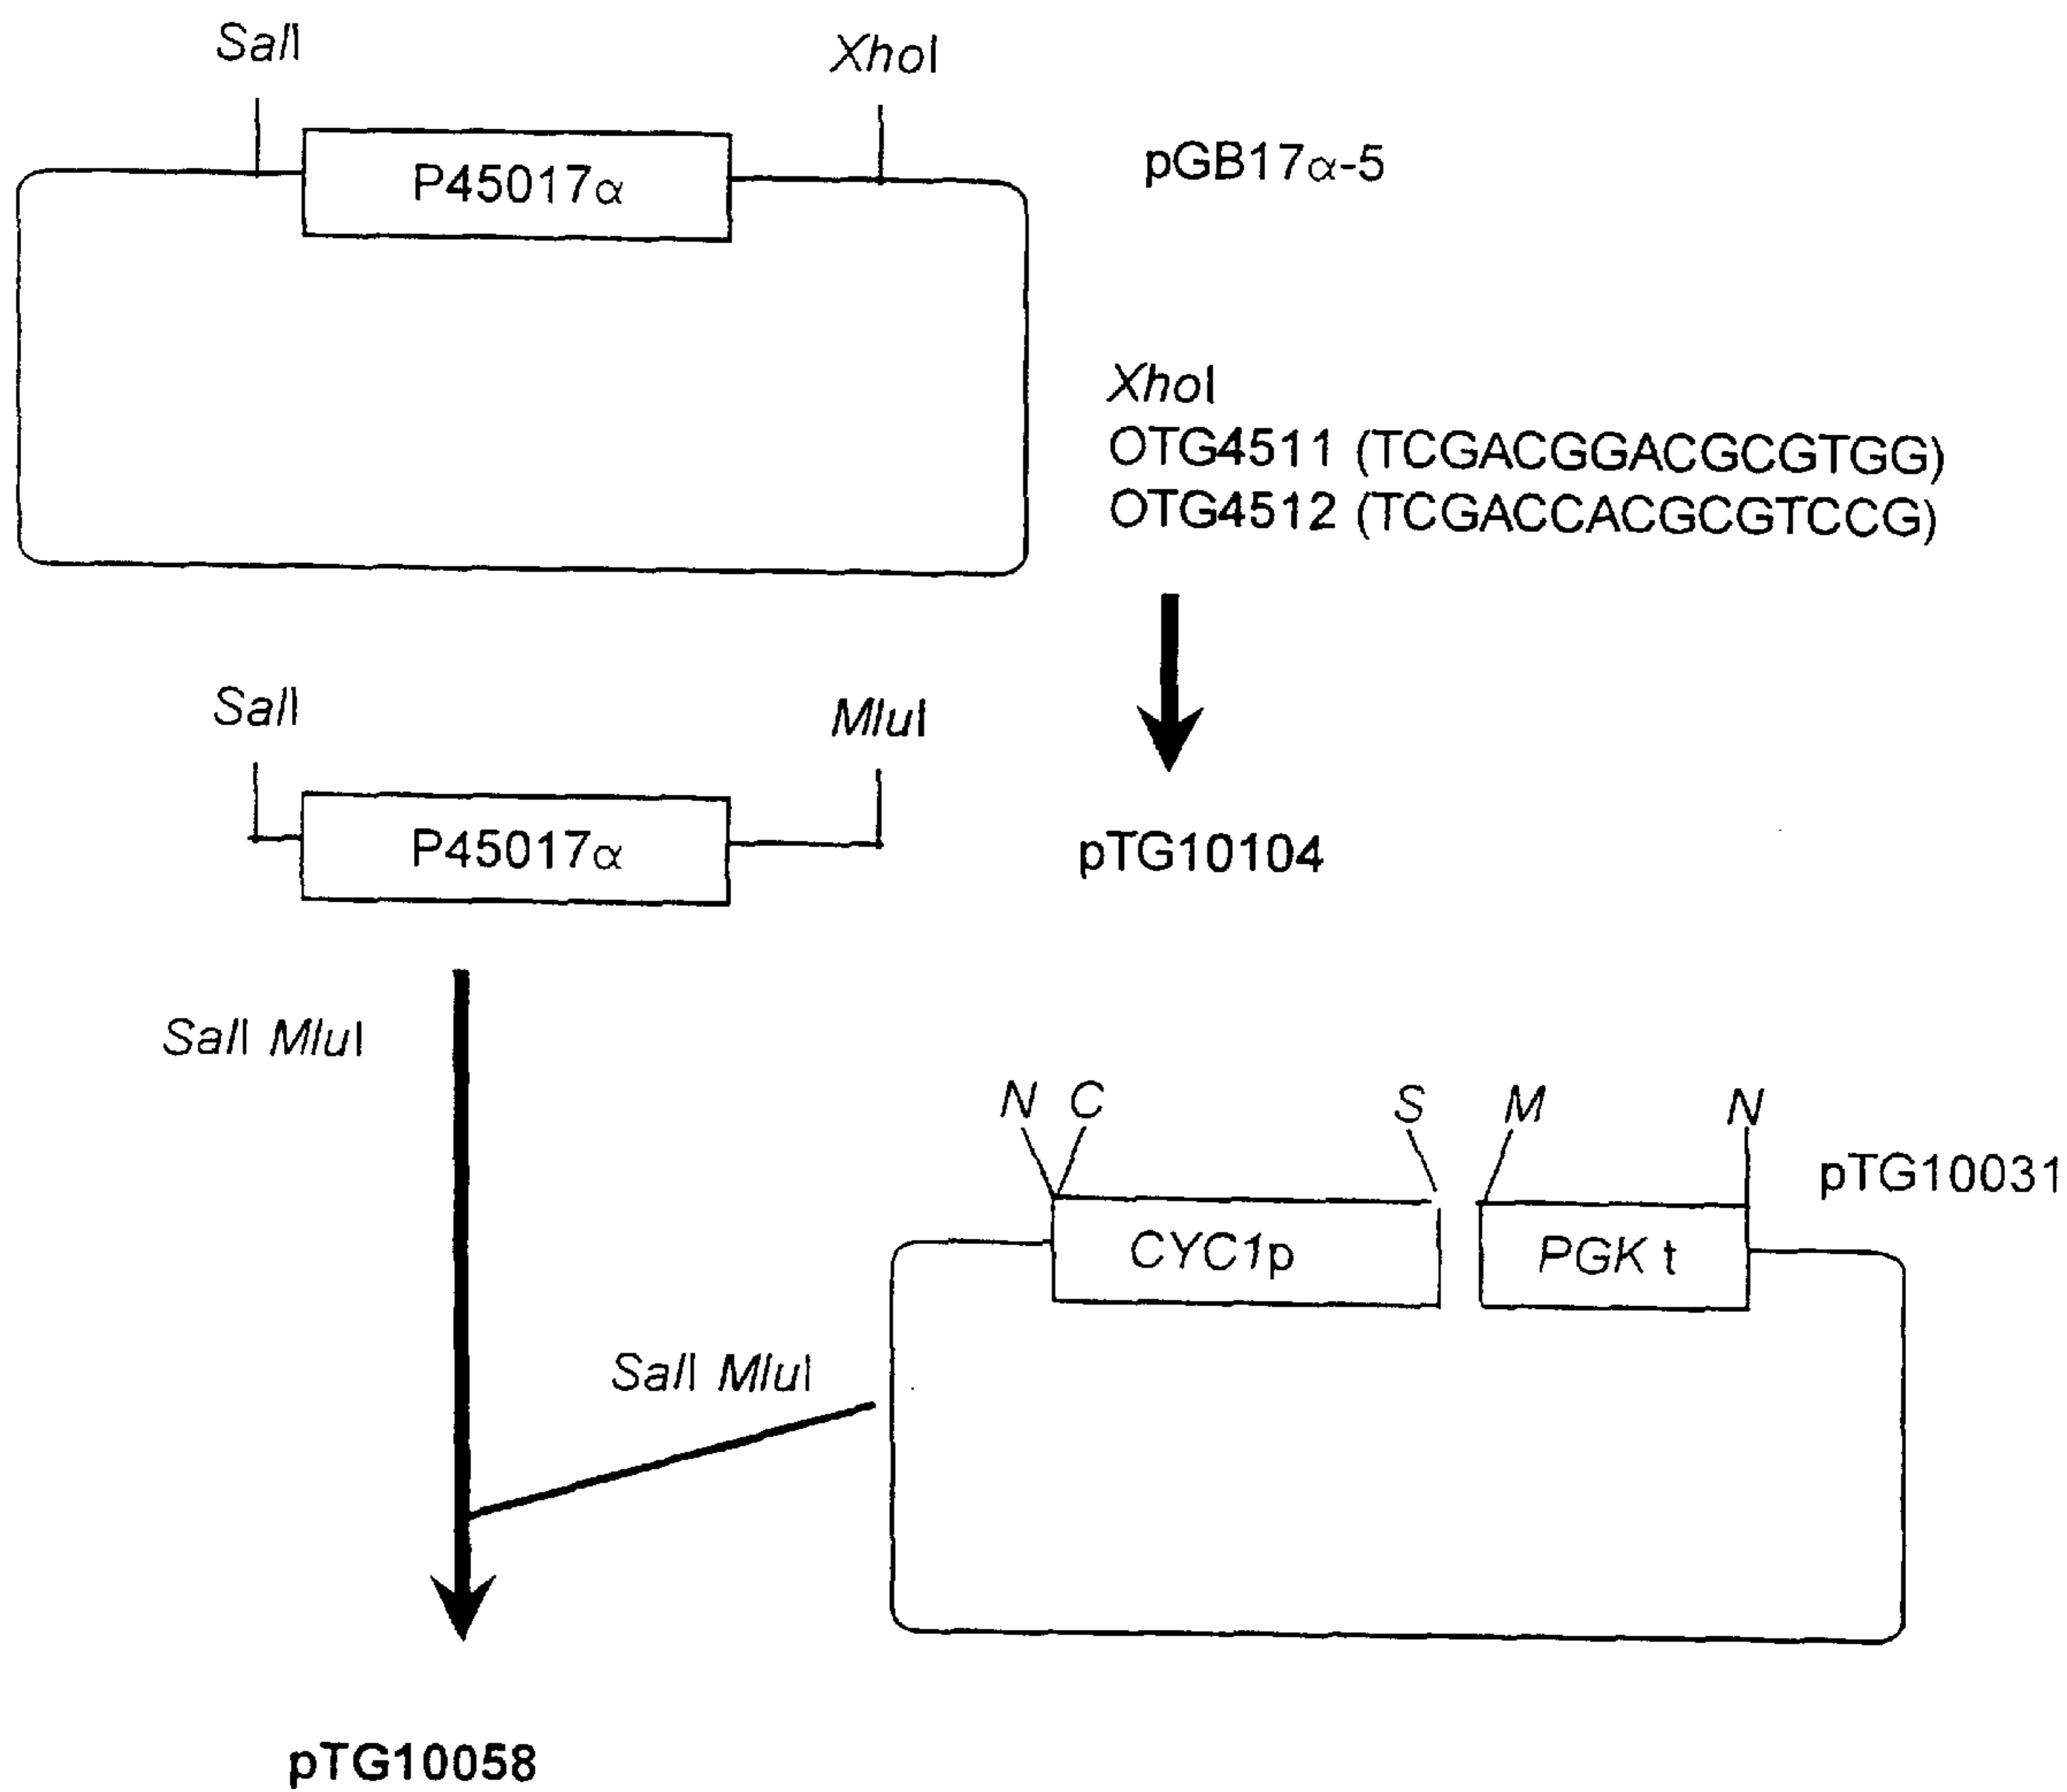 SalI
XhoI
P45017α
pGB17α-5
XhoI
OTG4511 (TCGACGGACGCGTGG)
OTG4512 (TCGACCACGCGTCCG)
SalI
MluI
P45017α
pTG10104
SalI MluI
N C S M N
pTG10031
CYC1p
PGK t
SalI MluI
pTG10058